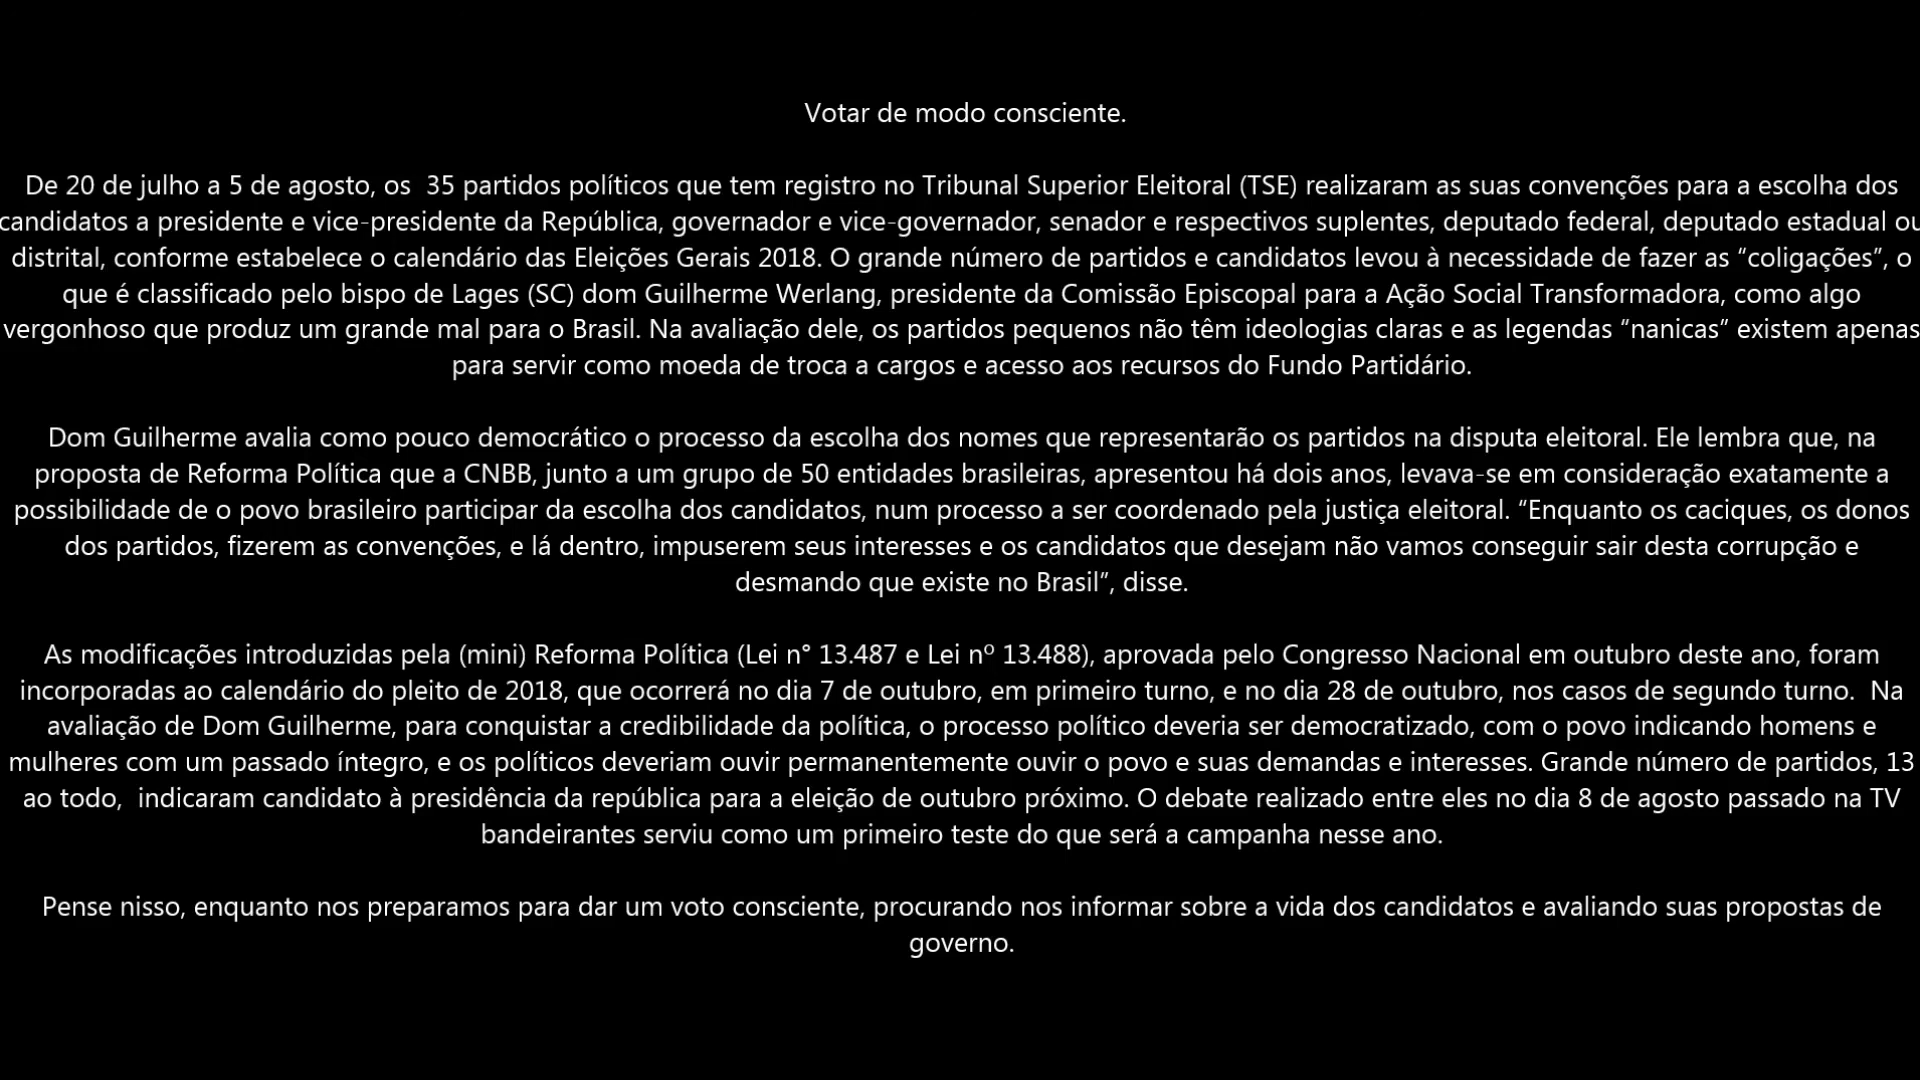 Votar de modo consciente.
De 20 de julho a 5 de agosto, os  35 partidos políticos que tem registro no Tribunal Superior Eleitoral (TSE) realizaram as suas convenções para a escolha dos
candidatos a presidente e vice-presidente da República, governador e vice-governador, senador e respectivos suplentes, deputado federal, deputado estadual ou
distrital, conforme estabelece o calendário das Eleições Gerais 2018. O grande número de partidos e candidatos levou à necessidade de fazer as “coligações”, o
que é classificado pelo bispo de Lages (SC) dom Guilherme Werlang, presidente da Comissão Episcopal para a Ação Social Transformadora, como algo
vergonhoso que produz um grande mal para o Brasil. Na avaliação dele, os partidos pequenos não têm ideologias claras e as legendas “nanicas” existem apenas
para servir como moeda de troca a cargos e acesso aos recursos do Fundo Partidário.
Dom Guilherme avalia como pouco democrático o processo da escolha dos nomes que representarão os partidos na disputa eleitoral. Ele lembra que, na
proposta de Reforma Política que a CNBB, junto a um grupo de 50 entidades brasileiras, apresentou há dois anos, levava-se em consideração exatamente a
possibilidade de o povo brasileiro participar da escolha dos candidatos, num processo a ser coordenado pela justiça eleitoral. “Enquanto os caciques, os donos
dos partidos, fizerem as convenções, e lá dentro, impuserem seus interesses e os candidatos que desejam não vamos conseguir sair desta corrupção e
desmando que existe no Brasil”, disse.
As modificações introduzidas pela (mini) Reforma Política (Lei n° 13.487 e Lei nº 13.488), aprovada pelo Congresso Nacional em outubro deste ano, foram
incorporadas ao calendário do pleito de 2018, que ocorrerá no dia 7 de outubro, em primeiro turno, e no dia 28 de outubro, nos casos de segundo turno.  Na
avaliação de Dom Guilherme, para conquistar a credibilidade da política, o processo político deveria ser democratizado, com o povo indicando homens e
mulheres com um passado íntegro, e os políticos deveriam ouvir permanentemente ouvir o povo e suas demandas e interesses. Grande número de partidos, 13
ao todo,  indicaram candidato à presidência da república para a eleição de outubro próximo. O debate realizado entre eles no dia 8 de agosto passado na TV
bandeirantes serviu como um primeiro teste do que será a campanha nesse ano.
Pense nisso, enquanto nos preparamos para dar um voto consciente, procurando nos informar sobre a vida dos candidatos e avaliando suas propostas de
governo.